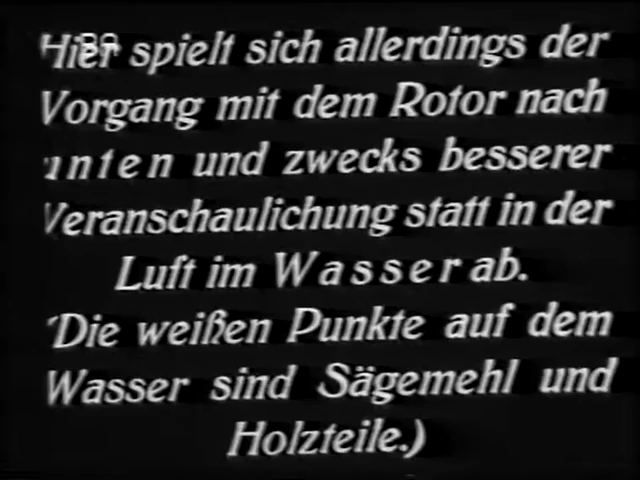 Hier spielt sich allerdings der
Vorgang mit dem Rotor nach
unten und zwecks besserer
Veranschaulichung statt in der
Luft im Wasser ab.
(Die weißen Punkte auf dem
Wasser sind Sägemehl und
Holzteile.)